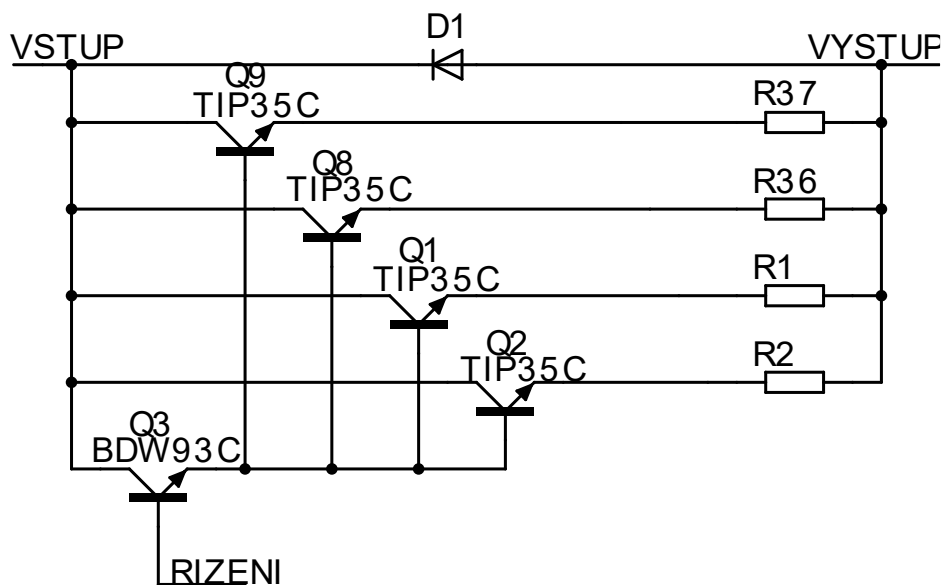 D1
VSTUP
VYSTUP
Q9
TIP35C
R37
Q8
TIP35C
R36
Q1
TIP35C
R1
Q2
TIP35C
R2
Q3
BDW93C
RIZENI